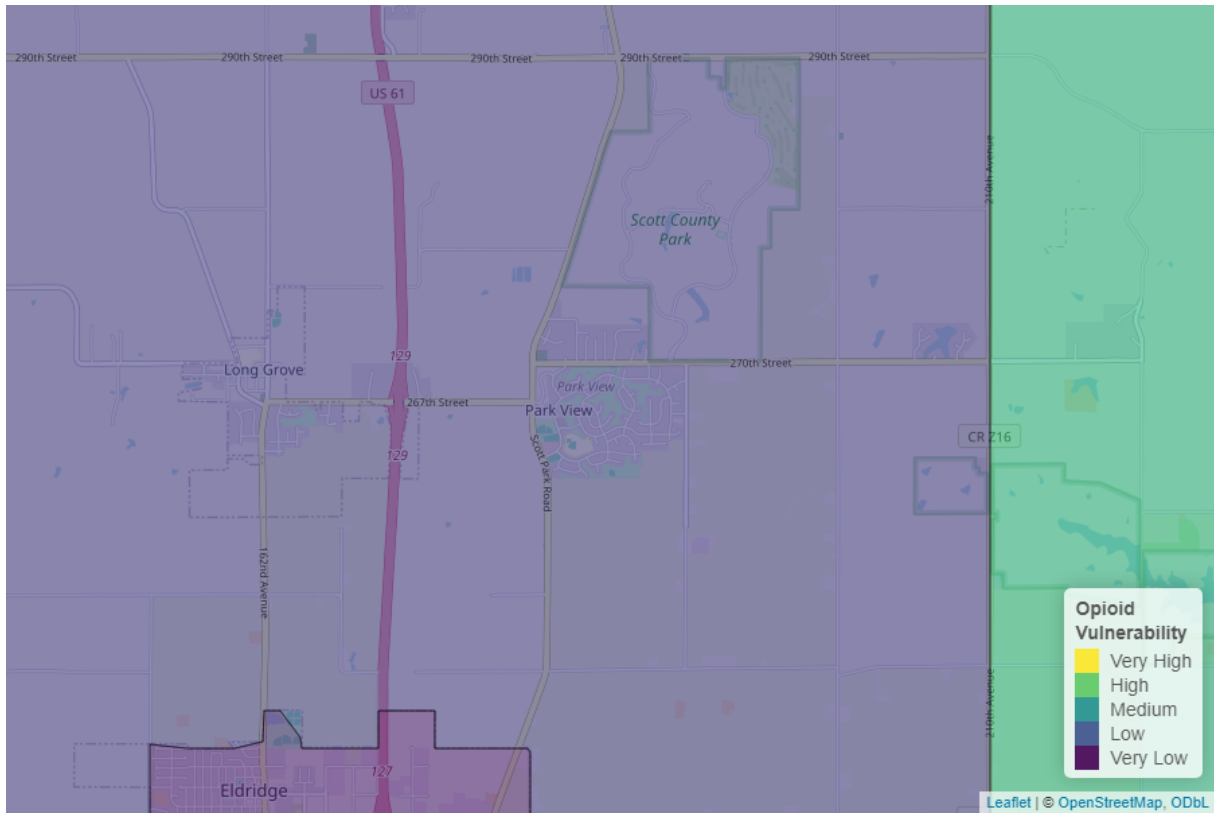 290th Street
290th Street
290th Street
290th Street
290th Street
US 61
210th Avenue
Scott County
Park
129
270th Street
Long Grove
Park View
267th Street
Park View
CR Z16
129
Scott Park Road
162nd Avenue
210th Avenue
127
Eldridge
Opioid
Vulnerability
Very High
High
Medium
Low
Very Low
Leaflet | © OpenStreetMap, ODbL